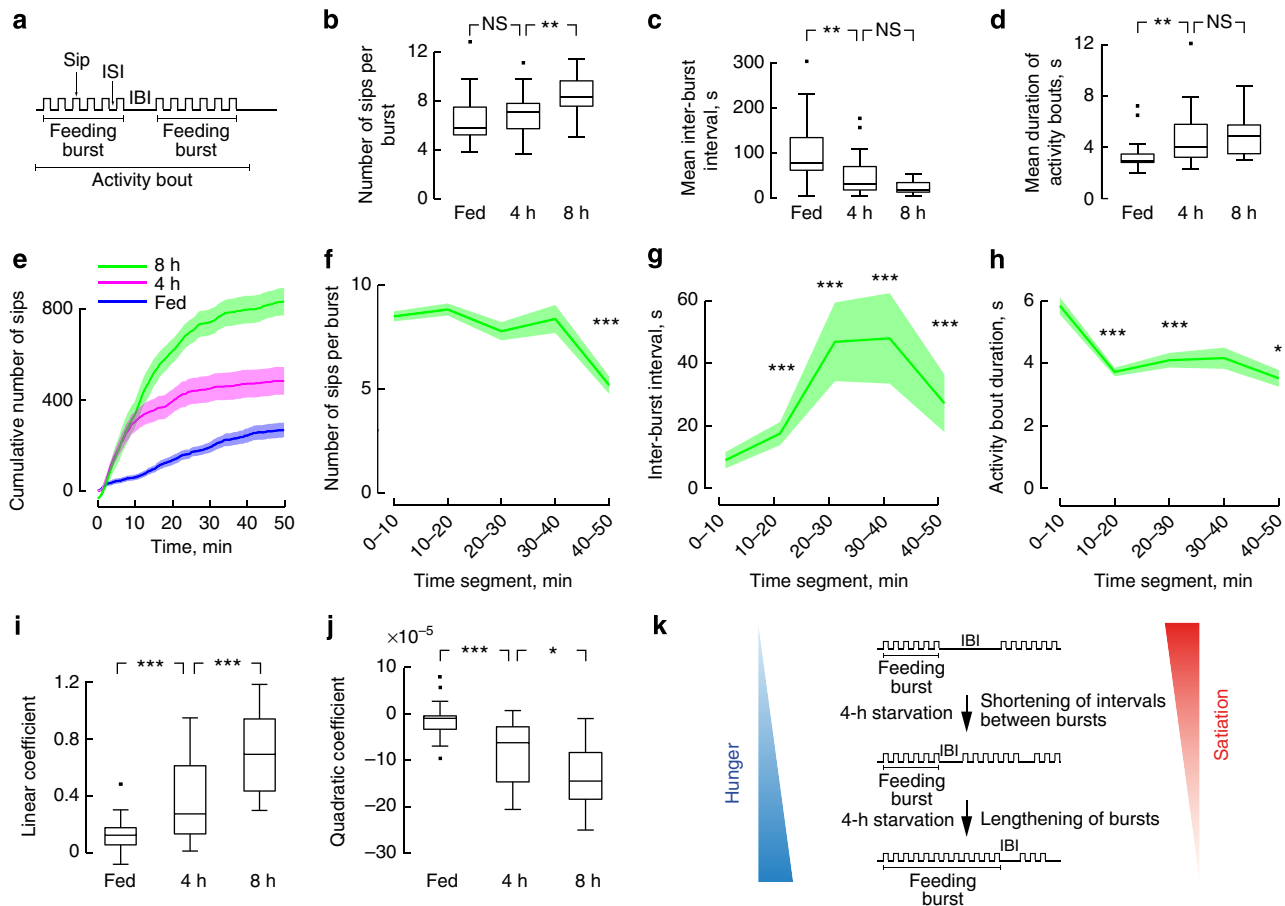 a
Sip
ISI
IBI
Feeding
burst
Feeding
burst
Activity bout
b
NS
**
Number of sips per
burst
12
8
4
0
Fed
4 h
8 h
c
**
NS
Mean inter-burst
interval, s
300
200
100
0
Fed
4 h
8 h
d
**
NS
Mean duration of
activity bouts, s
12
8
4
0
Fed
4 h
8 h
e
8 h
4 h
Fed
Cumulative number of sips
800
400
0
0
10
20
30
40
50
Time, min
f
Number of sips per burst
10
5
0
***
0–10
10–20
20–30
30–40
40–50
Time segment, min
g
Inter-burst interval, s
60
40
20
0
***
***
***
***
0–10
10–20
20–30
30–40
40–50
Time segment, min
h
Activity bout duration, s
6
4
2
0
***
***
*
0–10
10–20
20–30
30–40
40–50
Time segment, min
i
***
***
Linear coefficient
1.2
0.8
0.4
0
Fed
4 h
8 h
j
×10⁻⁵
***
*
Quadratic coefficient
10
0
−10
−20
−30
Fed
4 h
8 h
k
Hunger
IBI
Feeding
burst
4-h starvation
Shortening of intervals
between bursts
IBI
Feeding
burst
4-h starvation
Lengthening of bursts
IBI
Feeding
burst
Satiation